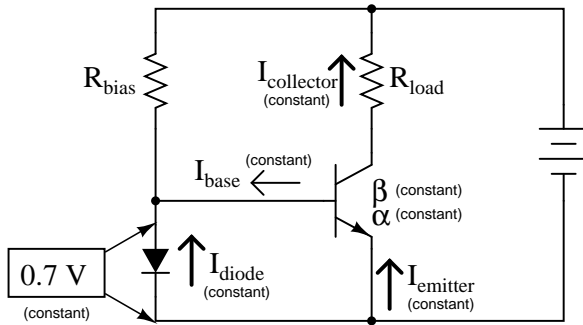 R_bias
I_collector
(constant)
R_load
I_base
(constant)
β (constant)
α (constant)
0.7 V
(constant)
I_diode
(constant)
I_emitter
(constant)